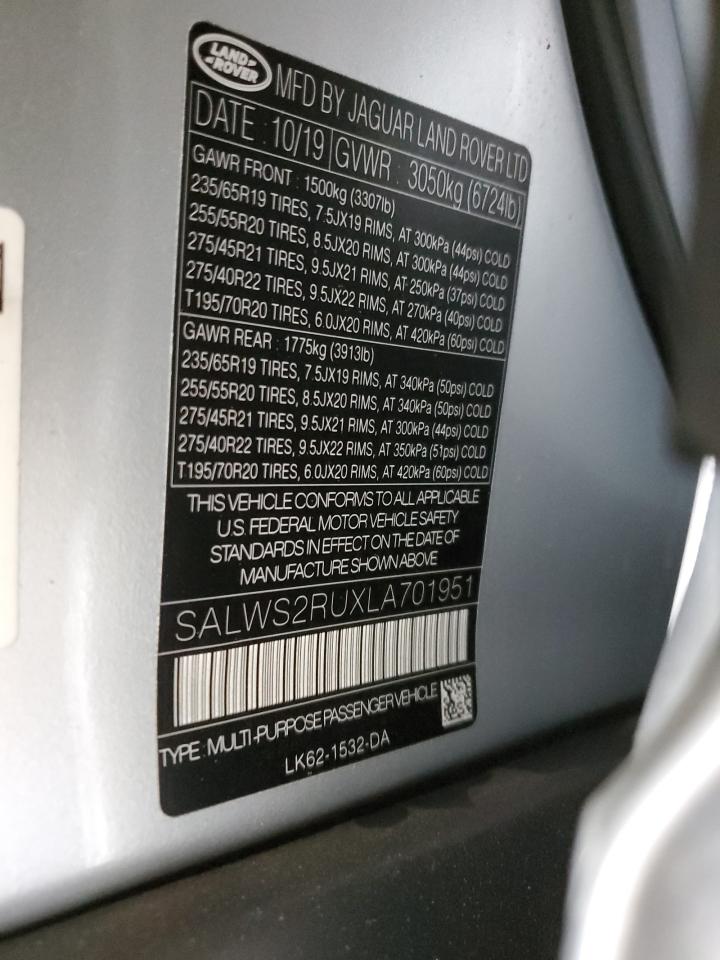 LAND ROVER
MFD BY JAGUAR LAND ROVER LTD
DATE : 10/19 GVWR : 3050kg (6724lb)
GAWR FRONT : 1500kg (3307lb)
235/65R19 TIRES, 7.5JX19 RIMS, AT 300kPa (44psi) COLD
255/55R20 TIRES, 8.5JX20 RIMS, AT 300kPa (44psi) COLD
275/45R21 TIRES, 9.5JX21 RIMS, AT 250kPa (37psi) COLD
275/40R22 TIRES, 9.5JX22 RIMS, AT 270kPa (40psi) COLD
T195/70R20 TIRES, 6.0JX20 RIMS, AT 420kPa (60psi) COLD
GAWR REAR : 1775kg (3913lb)
235/65R19 TIRES, 7.5JX19 RIMS, AT 340kPa (50psi) COLD
255/55R20 TIRES, 8.5JX20 RIMS, AT 340kPa (50psi) COLD
275/45R21 TIRES, 9.5JX21 RIMS, AT 300kPa (44psi) COLD
275/40R22 TIRES, 9.5JX22 RIMS, AT 350kPa (51psi) COLD
T195/70R20 TIRES, 6.0JX20 RIMS, AT 420kPa (60psi) COLD
THIS VEHICLE CONFORMS TO ALL APPLICABLE
U.S. FEDERAL MOTOR VEHICLE SAFETY
STANDARDS IN EFFECT ON THE DATE OF
MANUFACTURE SHOWN ABOVE
SALWS2RUXLA701951
TYPE : MULTI-PURPOSE PASSENGER VEHICLE
LK62-1532-DA